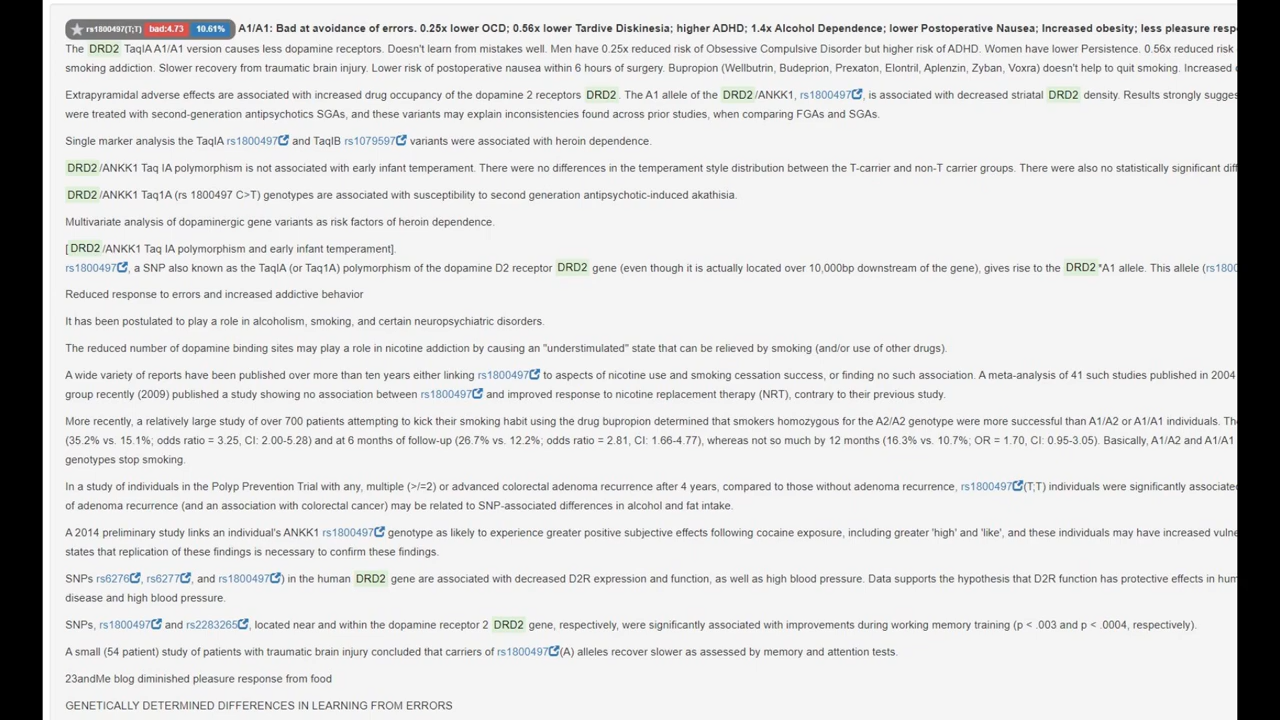 rs1800497(T;T) bad:4.73 10.61% A1/A1: Bad at avoidance of errors. 0.25x lower OCD; 0.56x lower Tardive Diskinesia; higher ADHD; 1.4x Alcohol Dependence; lower Postoperative Nausea; Increased obesity; less pleasure resp
The DRD2 TaqIA A1/A1 version causes less dopamine receptors. Doesn't learn from mistakes well. Men have 0.25x reduced risk of Obsessive Compulsive Disorder but higher risk of ADHD. Women have lower Persistence. 0.56x reduced risk
smoking addiction. Slower recovery from traumatic brain injury. Lower risk of postoperative nausea within 6 hours of surgery. Bupropion (Wellbutrin, Budeprion, Prexaton, Elontril, Aplenzin, Zyban, Voxra) doesn't help to quit smoking. Increased
Extrapyramidal adverse effects are associated with increased drug occupancy of the dopamine 2 receptors DRD2. The A1 allele of the DRD2/ANKK1, rs1800497, is associated with decreased striatal DRD2 density. Results strongly sugges
were treated with second-generation antipsychotics SGAs, and these variants may explain inconsistencies found across prior studies, when comparing FGAs and SGAs.
Single marker analysis the TaqIA rs1800497 and TaqIB rs1079597 variants were associated with heroin dependence.
DRD2/ANKK1 Taq IA polymorphism is not associated with early infant temperament. There were no differences in the temperament style distribution between the T-carrier and non-T carrier groups. There were also no statistically significant diff
DRD2/ANKK1 Taq1A (rs 1800497 C>T) genotypes are associated with susceptibility to second generation antipsychotic-induced akathisia.
Multivariate analysis of dopaminergic gene variants as risk factors of heroin dependence.
[DRD2/ANKK1 Taq IA polymorphism and early infant temperament].
rs1800497, a SNP also known as the TaqIA (or Taq1A) polymorphism of the dopamine D2 receptor DRD2 gene (even though it is actually located over 10,000bp downstream of the gene), gives rise to the DRD2*A1 allele. This allele (rs1800
Reduced response to errors and increased addictive behavior
It has been postulated to play a role in alcoholism, smoking, and certain neuropsychiatric disorders.
The reduced number of dopamine binding sites may play a role in nicotine addiction by causing an "understimulated" state that can be relieved by smoking (and/or use of other drugs).
A wide variety of reports have been published over more than ten years either linking rs1800497 to aspects of nicotine use and smoking cessation success, or finding no such association. A meta-analysis of 41 such studies published in 2004
group recently (2009) published a study showing no association between rs1800497 and improved response to nicotine replacement therapy (NRT), contrary to their previous study.
More recently, a relatively large study of over 700 patients attempting to kick their smoking habit using the drug bupropion determined that smokers homozygous for the A2/A2 genotype were more successful than A1/A2 or A1/A1 individuals. The
(35.2% vs. 15.1%; odds ratio = 3.25, CI: 2.00-5.28) and at 6 months of follow-up (26.7% vs. 12.2%; odds ratio = 2.81, CI: 1.66-4.77), whereas not so much by 12 months (16.3% vs. 10.7%; OR = 1.70, CI: 0.95-3.05). Basically, A1/A2 and A1/A1
genotypes stop smoking.
In a study of individuals in the Polyp Prevention Trial with any, multiple (>/=2) or advanced colorectal adenoma recurrence after 4 years, compared to those without adenoma recurrence, rs1800497(T;T) individuals were significantly associate
of adenoma recurrence (and an association with colorectal cancer) may be related to SNP-associated differences in alcohol and fat intake.
A 2014 preliminary study links an individual's ANKK1 rs1800497 genotype as likely to experience greater positive subjective effects following cocaine exposure, including greater 'high' and 'like', and these individuals may have increased vulne
states that replication of these findings is necessary to confirm these findings.
SNPs rs6276, rs6277, and rs1800497) in the human DRD2 gene are associated with decreased D2R expression and function, as well as high blood pressure. Data supports the hypothesis that D2R function has protective effects in hum
disease and high blood pressure.
SNPs, rs1800497 and rs2283265, located near and within the dopamine receptor 2 DRD2 gene, respectively, were significantly associated with improvements during working memory training (p < .003 and p < .0004, respectively).
A small (54 patient) study of patients with traumatic brain injury concluded that carriers of rs1800497(A) alleles recover slower as assessed by memory and attention tests.
23andMe blog diminished pleasure response from food
GENETICALLY DETERMINED DIFFERENCES IN LEARNING FROM ERRORS